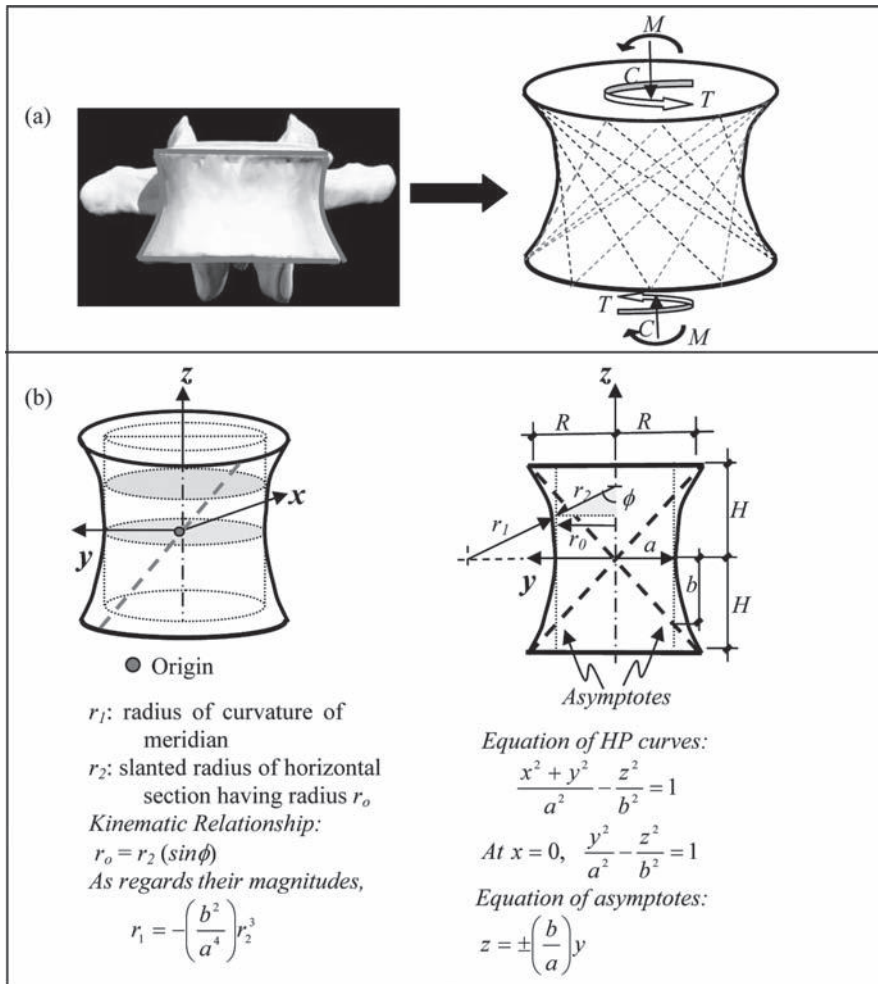 (a)
M
C
T
T
C
M
(b)
z
x
y
Origin
r₁: radius of curvature of
meridian
r₂: slanted radius of horizontal
section having radius rₒ
Kinematic Relationship:
rₒ = r₂ (sinϕ)
As regards their magnitudes,
r₁ = −(b²/a⁴)r₂³
z
R R
r₂ ϕ
r₁
r₀
H
y
a
b
H
Asymptotes
Equation of HP curves:
(x² + y²)/a² − z²/b² = 1
At x = 0, y²/a² − z²/b² = 1
Equation of asymptotes:
z = ±(b/a)y